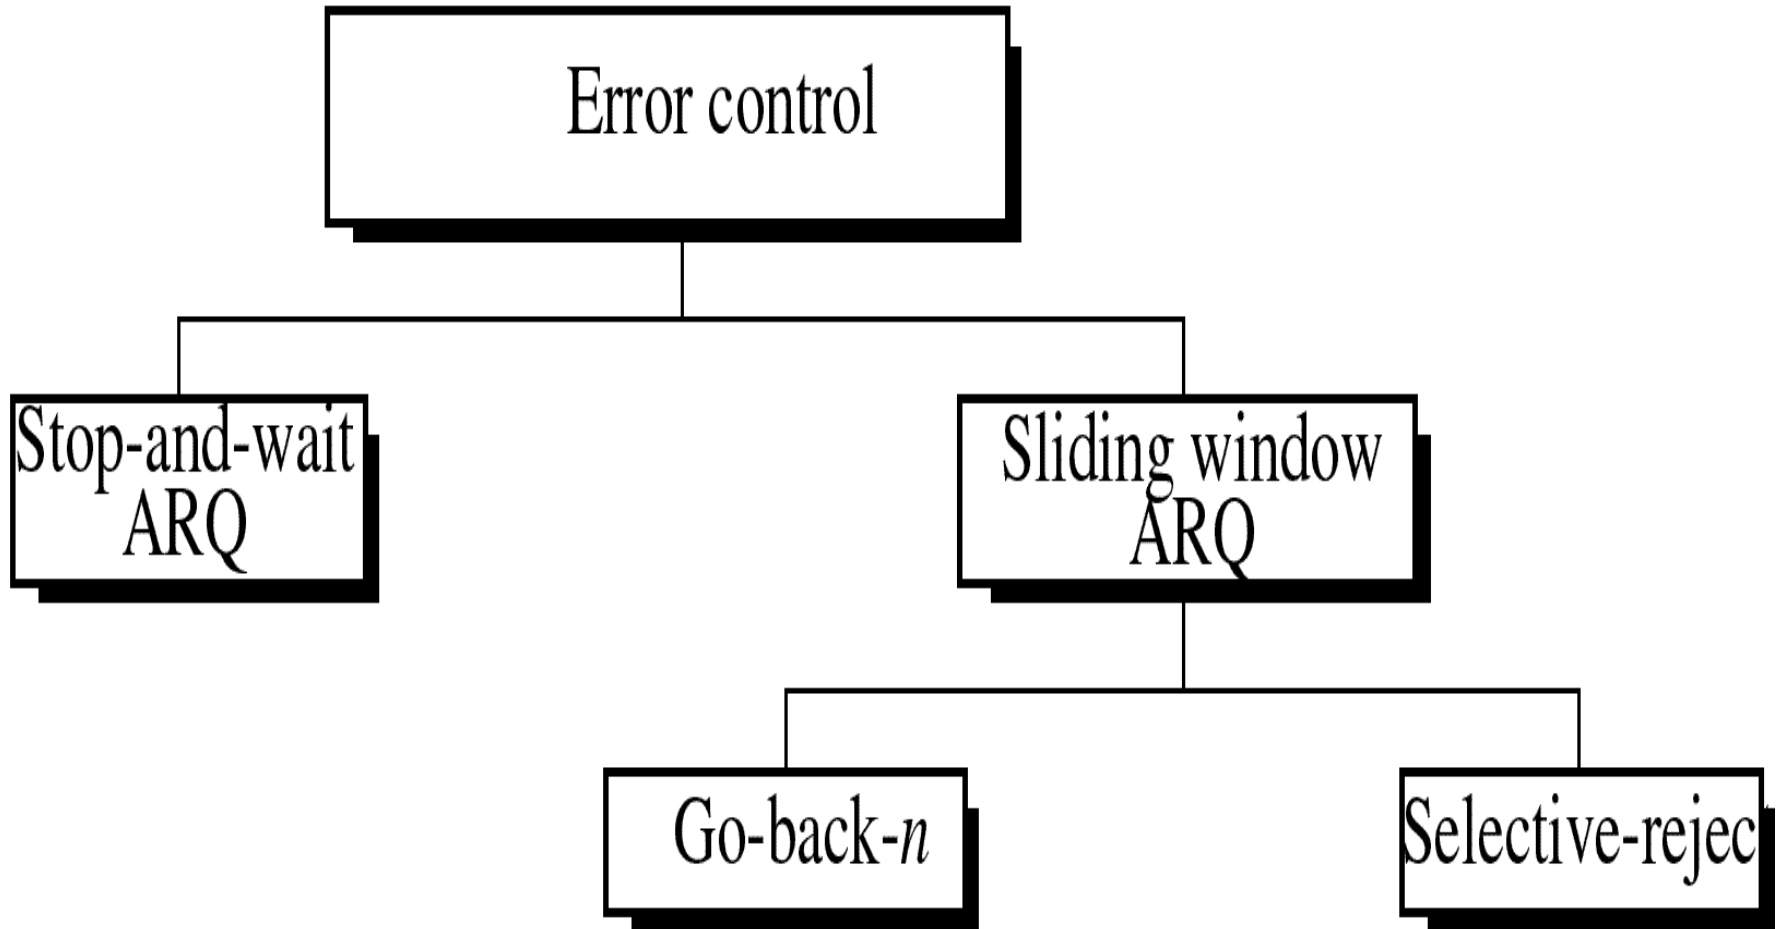 Error control
Stop-and-wait
ARQ
Sliding window
ARQ
Go-back-n
Selective-rejec